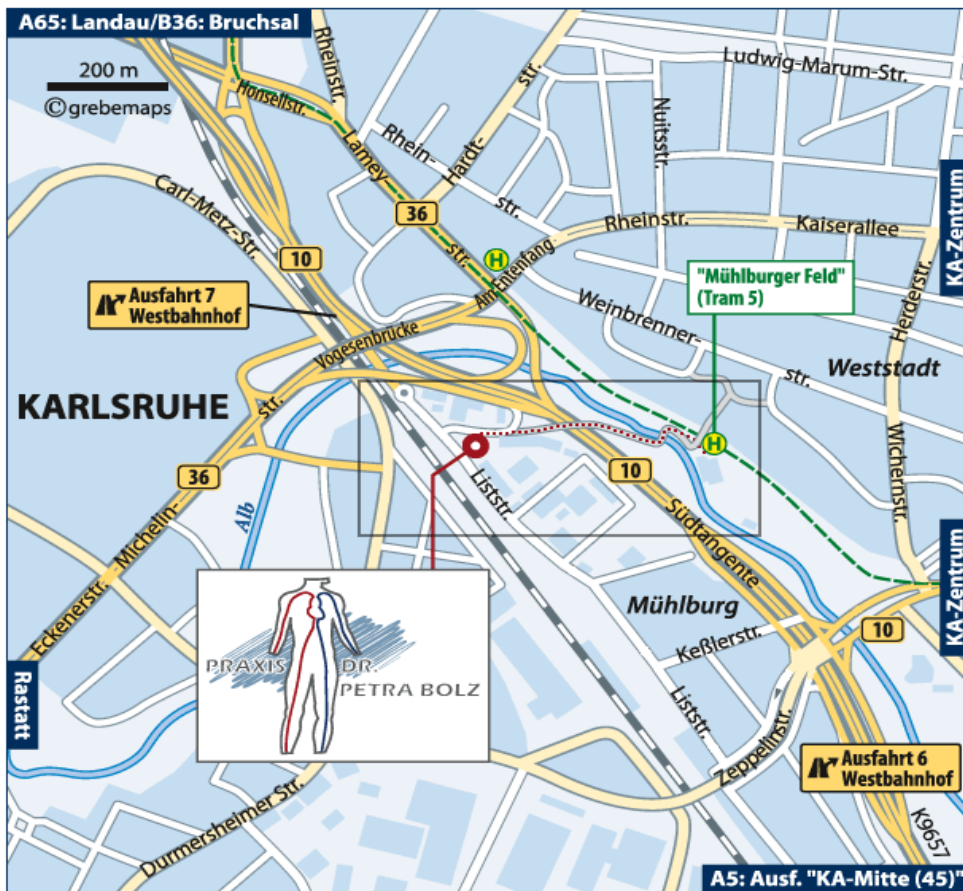 A65: Landau/B36: Bruchsal
200 m
© grebemaps
Rheinstr.
Honsellstr.
Lamey-
str.
Rhein-
str.
Hardt-
str.
Ludwig-Marum-Str.
Nuitsstr.
Carl-Metz-Str.
36
10
Rheinstr.
Kaiserallee
KA-Zentrum
H
Am Entenfang
"Mühlburger Feld"
(Tram 5)
Herderstr.
Ausfahrt 7
Westbahnhof
Vogesenbrücke
Weinbrenner-
str.
Weststadt
KARLSRUHE
H
Wichernstr.
36
10
Liststr.
Alb
Südtangente
Eckenerstr.
Michelin-
str.
KA-Zentrum
Mühlburg
10
Keßlerstr.
PRAXIS DR.
PETRA BOLZ
Rastatt
Liststr.
Zeppelinstr.
Ausfahrt 6
Westbahnhof
Durmersheimer Str.
K9657
A5: Ausf. "KA-Mitte (45)"